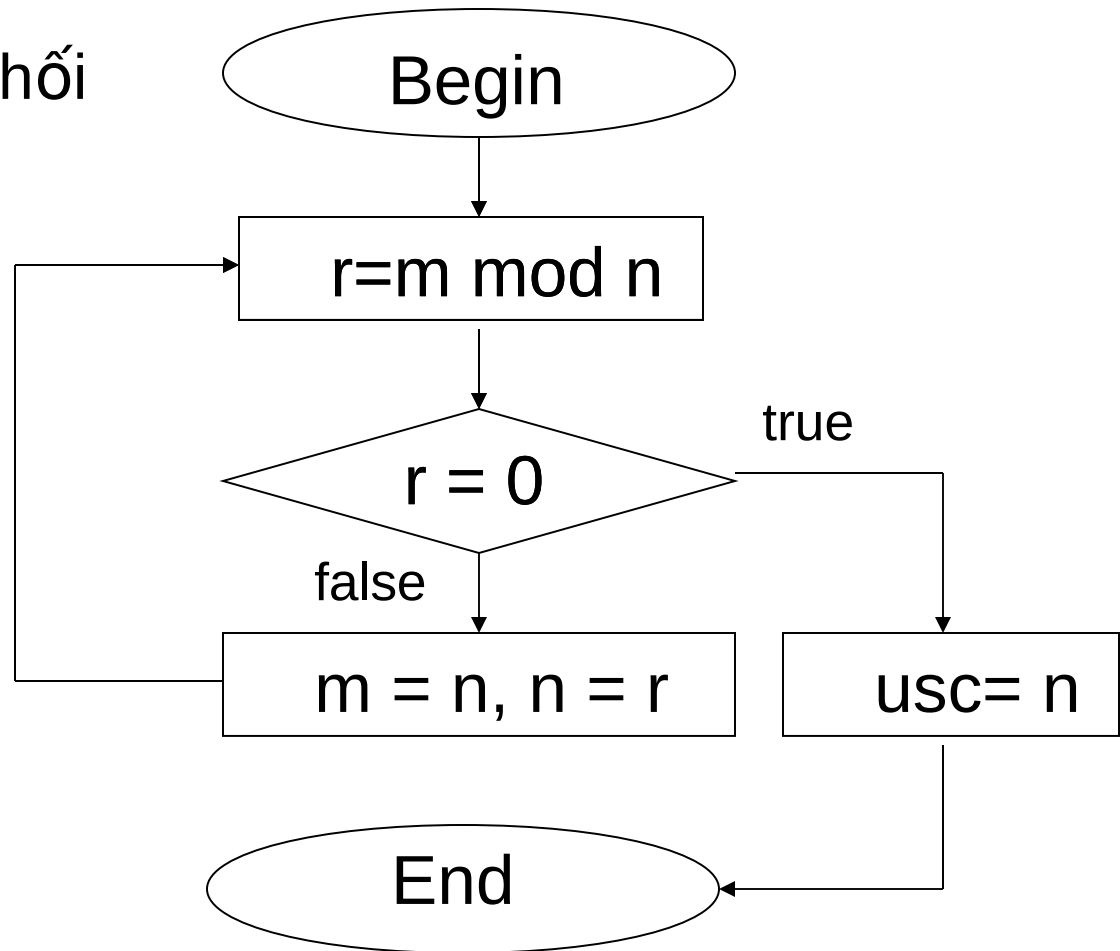 hối
Begin
r=m mod n
true
r = 0
false
m = n, n = r
usc= n
End